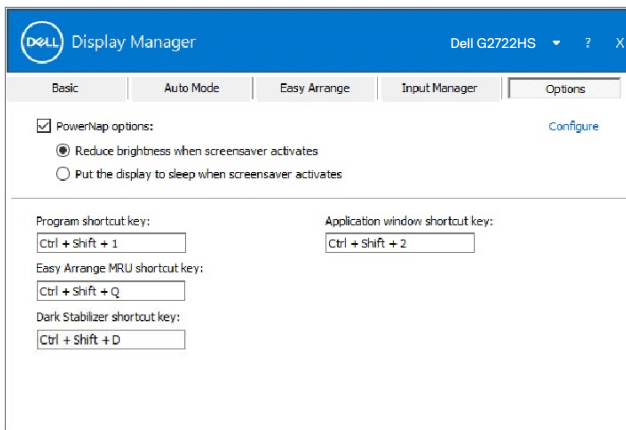 DELL Display Manager Dell G2722HS ? X
Basic Auto Mode Easy Arrange Input Manager Options
PowerNap options: Configure
Reduce brightness when screensaver activates
Put the display to sleep when screensaver activates
Program shortcut key: Application window shortcut key:
Ctrl + Shift + 1 Ctrl + Shift + 2
Easy Arrange MRU shortcut key:
Ctrl + Shift + Q
Dark Stabilizer shortcut key:
Ctrl + Shift + D